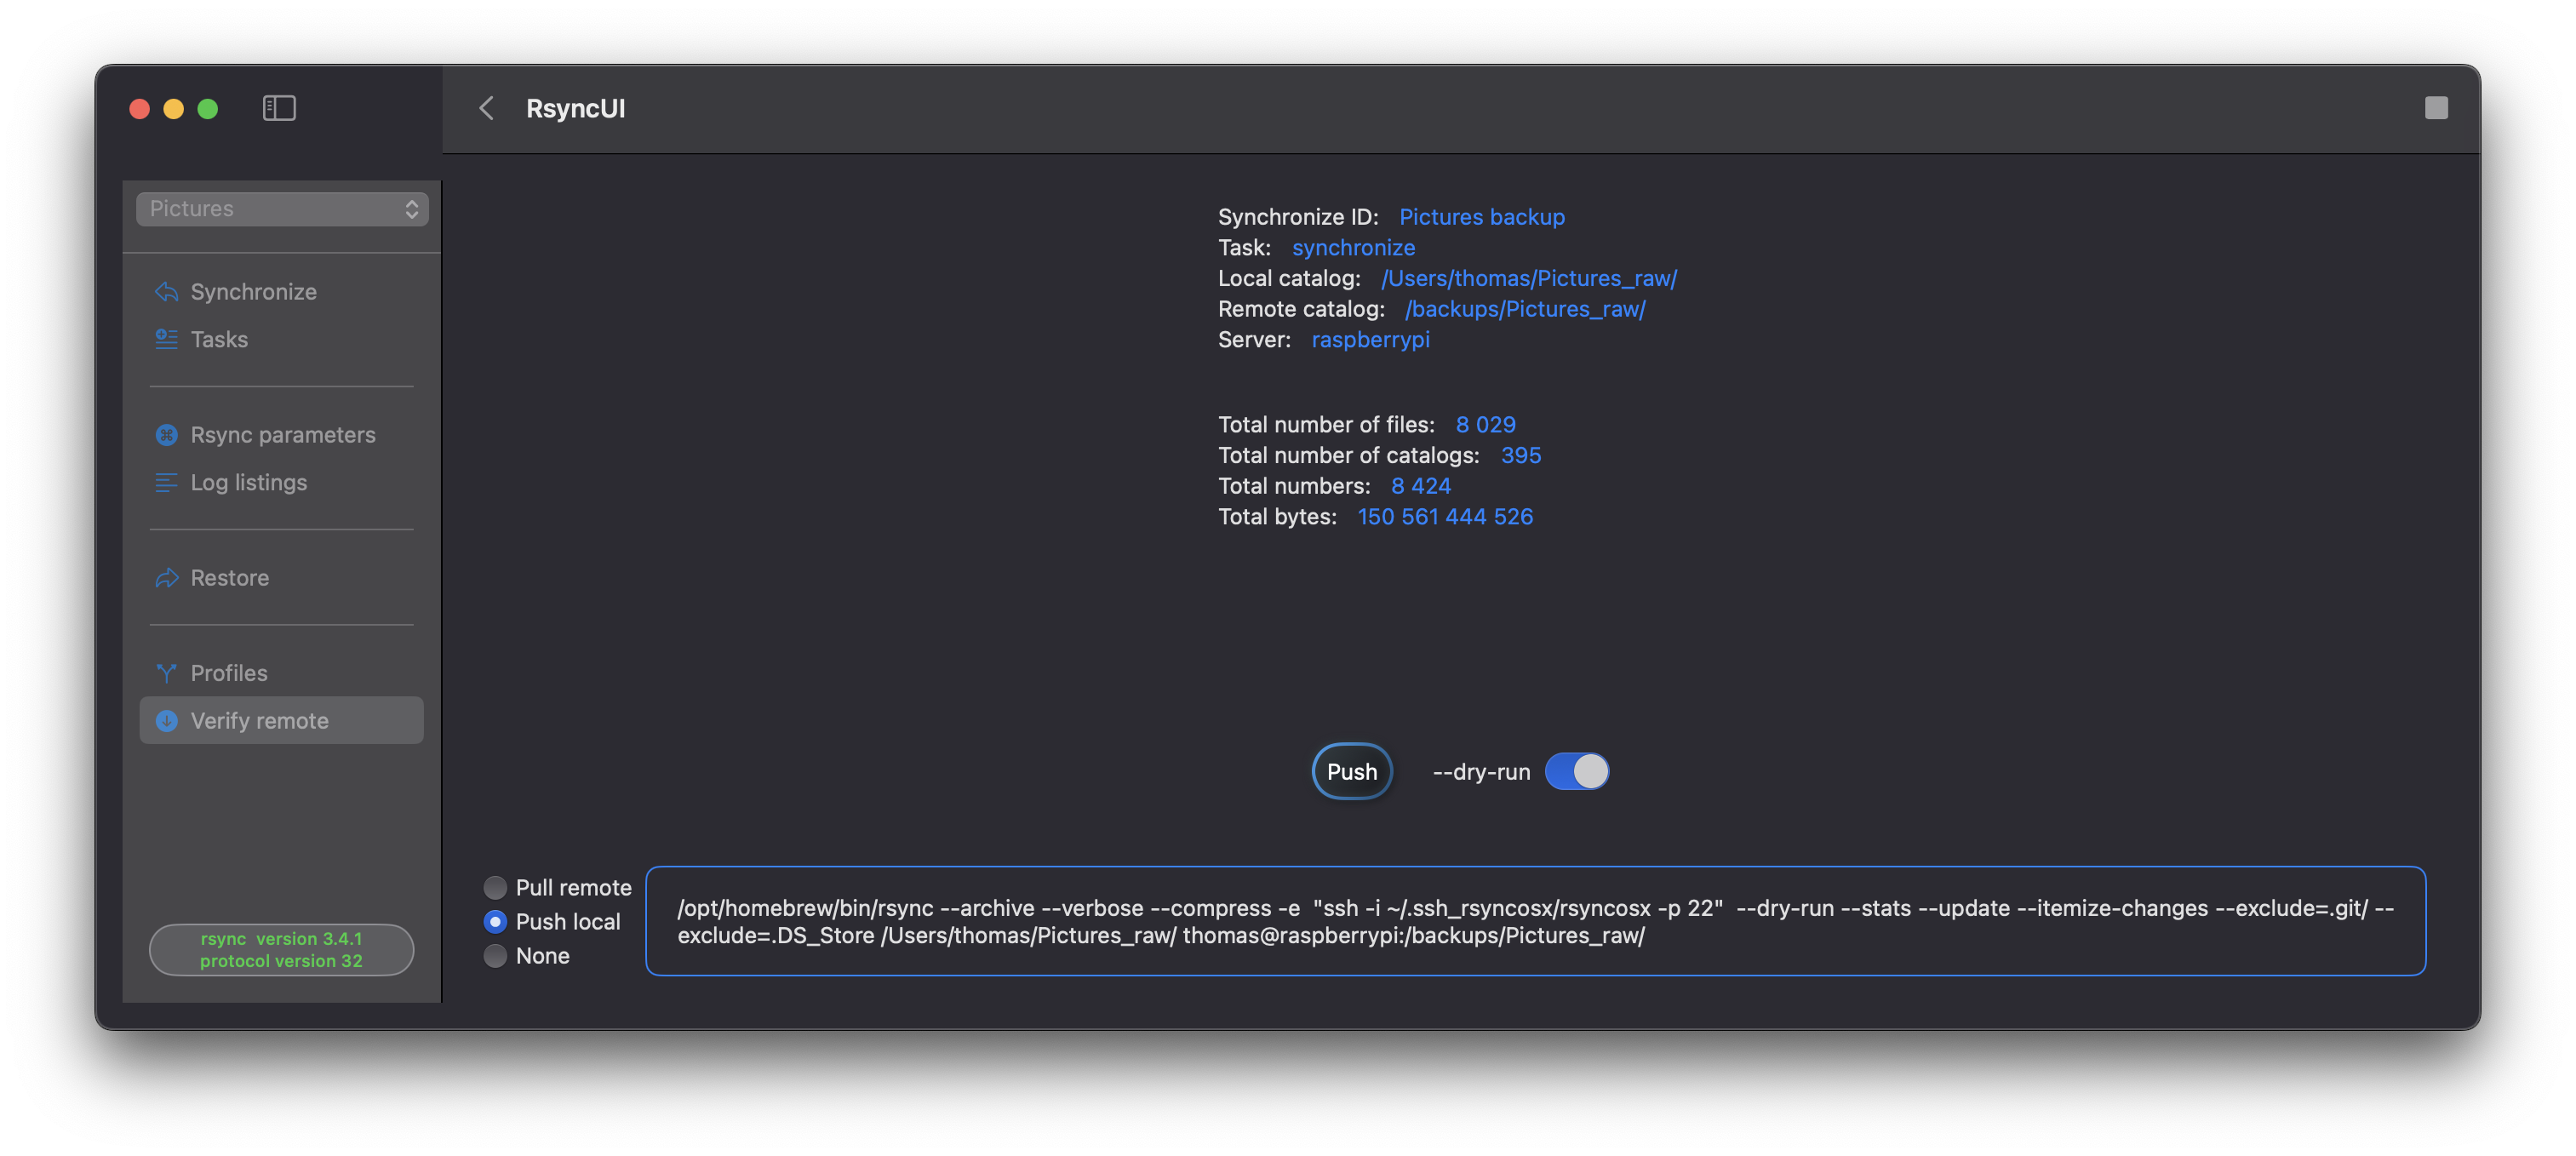 RsyncUI
Pictures
Synchronize
Tasks
Rsync parameters
Log listings
Restore
Profiles
Verify remote
rsync  version 3.4.1
protocol version 32
Synchronize ID: Pictures backup
Task: synchronize
Local catalog: /Users/thomas/Pictures_raw/
Remote catalog: /backups/Pictures_raw/
Server: raspberrypi
Total number of files: 8 029
Total number of catalogs: 395
Total numbers: 8 424
Total bytes: 150 561 444 526
Push --dry-run
Pull remote
Push local
None
/opt/homebrew/bin/rsync --archive --verbose --compress -e  "ssh -i ~/.ssh_rsyncosx/rsyncosx -p 22"  --dry-run --stats --update --itemize-changes --exclude=.git/ --
exclude=.DS_Store /Users/thomas/Pictures_raw/ thomas@raspberrypi:/backups/Pictures_raw/